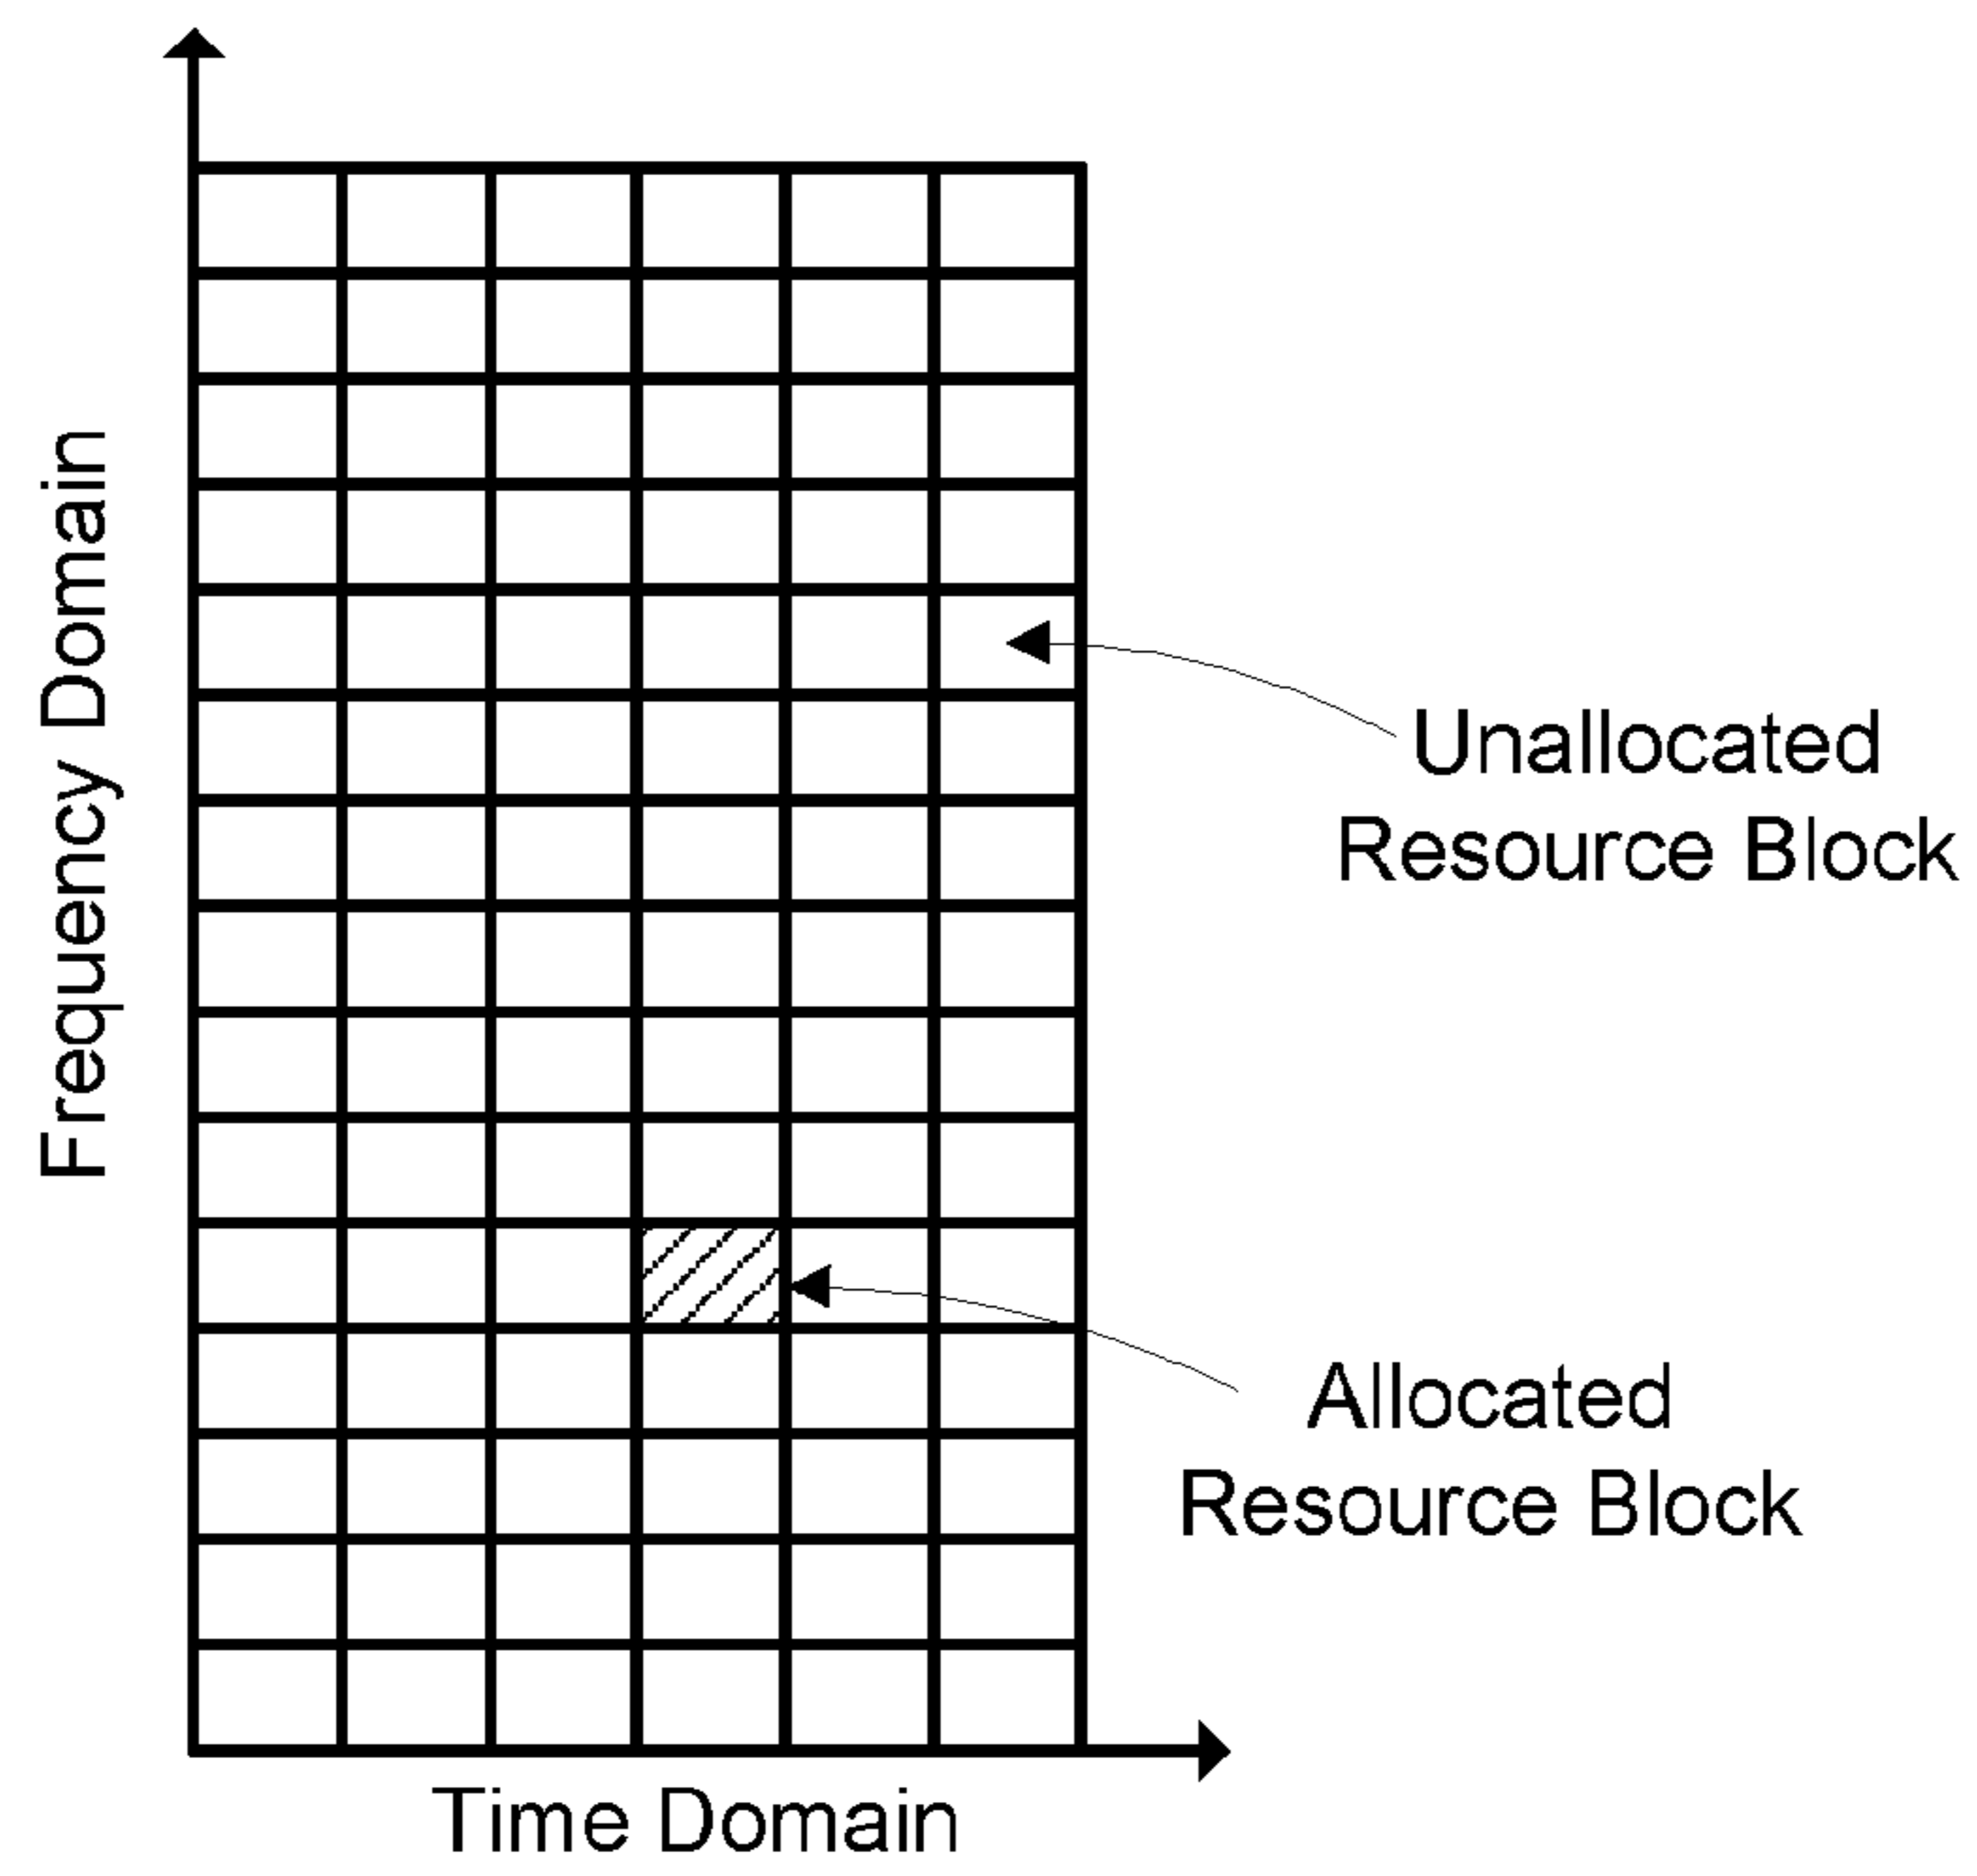 Frequency Domain
Unallocated
Resource Block
Allocated
Resource Block
Time Domain